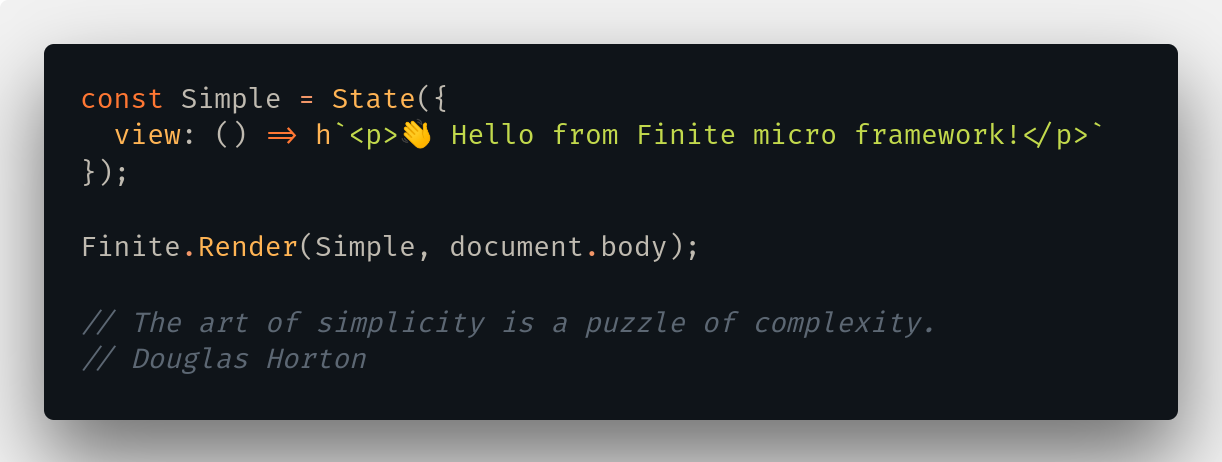 const Simple = State({
  view: () => h`<p>👋 Hello from Finite micro framework!</p>`
});

Finite.Render(Simple, document.body);

// The art of simplicity is a puzzle of complexity.
// Douglas Horton